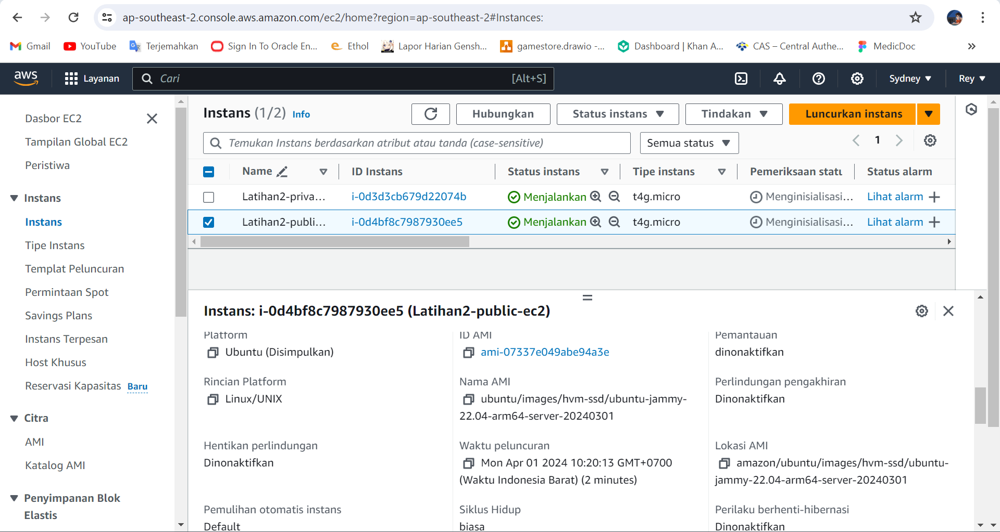 ap-southeast-2.console.aws.amazon.com/ec2/home?region=ap-southeast-2#Instances:
Gmail YouTube Terjemahkan Sign In To Oracle En... Ethol Lapor Harian Gensh... gamestore.drawio -... Dashboard | Khan A... CAS – Central Authe... MedicDoc
aws Layanan Cari [Alt+S] Sydney Rey
Dasbor EC2
Tampilan Global EC2
Peristiwa
Instans
Instans
Tipe Instans
Templat Peluncuran
Permintaan Spot
Savings Plans
Instans Terpesan
Host Khusus
Reservasi Kapasitas Baru
Citra
AMI
Katalog AMI
Penyimpanan Blok
Elastis
Instans (1/2) Info Hubungkan Status instans Tindakan Luncurkan instans
Temukan Instans berdasarkan atribut atau tanda (case-sensitive) Semua status 1
Name ID Instans Status instans Tipe instans Pemeriksaan statu Status alarm
Latihan2-priva... i-0d3d3cb679d22074b Menjalankan t4g.micro Menginisialisasi... Lihat alarm
Latihan2-publi... i-0d4bf8c7987930ee5 Menjalankan t4g.micro Menginisialisasi... Lihat alarm
Instans: i-0d4bf8c7987930ee5 (Latihan2-public-ec2)
Platform
Ubuntu (Disimpulkan)
ID AMI
ami-07337e049abe94a3e
Pemantauan
dinonaktifkan
Rincian Platform
Linux/UNIX
Nama AMI
ubuntu/images/hvm-ssd/ubuntu-jammy-
22.04-arm64-server-20240301
Perlindungan pengakhiran
Dinonaktifkan
Hentikan perlindungan
Dinonaktifkan
Waktu peluncuran
Mon Apr 01 2024 10:20:13 GMT+0700
(Waktu Indonesia Barat) (2 minutes)
Lokasi AMI
amazon/ubuntu/images/hvm-ssd/ubuntu-
jammy-22.04-arm64-server-20240301
Pemulihan otomatis instans
Default
Siklus Hidup
biasa
Perilaku berhenti-hibernasi
Dinonaktifkan